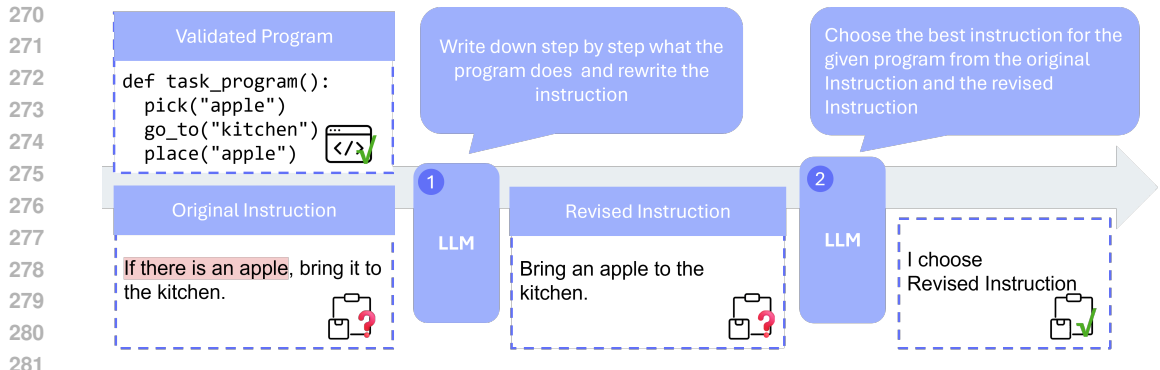 270
271
272
273
274
275
276
277
278
279
280
281
Validated Program
def task_program():
pick("apple")
go_to("kitchen")
place("apple")
</>
Original Instruction
If there is an apple, bring it to
the kitchen.
?
Write down step by step what the
program does and rewrite the
instruction
1
LLM
Revised Instruction
Bring an apple to the
kitchen.
?
Choose the best instruction for the
given program from the original
Instruction and the revised
Instruction
2
LLM
I choose
Revised Instruction